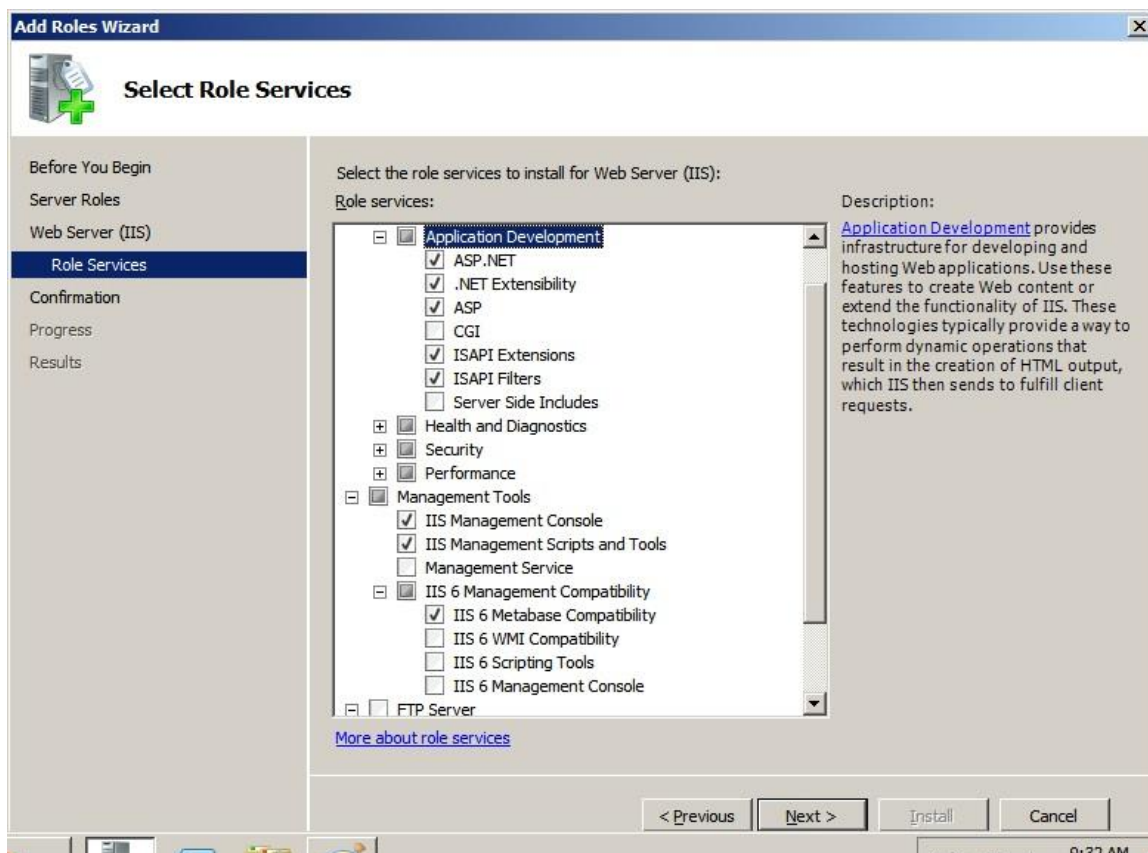 Add Roles Wizard
Select Role Services
Before You Begin
Server Roles
Web Server (IIS)
Role Services
Confirmation
Progress
Results
Select the role services to install for Web Server (IIS):
Role services:
Application Development
ASP.NET
.NET Extensibility
ASP
CGI
ISAPI Extensions
ISAPI Filters
Server Side Includes
Health and Diagnostics
Security
Performance
Management Tools
IIS Management Console
IIS Management Scripts and Tools
Management Service
IIS 6 Management Compatibility
IIS 6 Metabase Compatibility
IIS 6 WMI Compatibility
IIS 6 Scripting Tools
IIS 6 Management Console
FTP Server
More about role services
Description:
Application Development provides
infrastructure for developing and
hosting Web applications. Use these
features to create Web content or
extend the functionality of IIS. These
technologies typically provide a way to
perform dynamic operations that
result in the creation of HTML output,
which IIS then sends to fulfill client
requests.
< Previous
Next >
Install
Cancel
9:32 AM